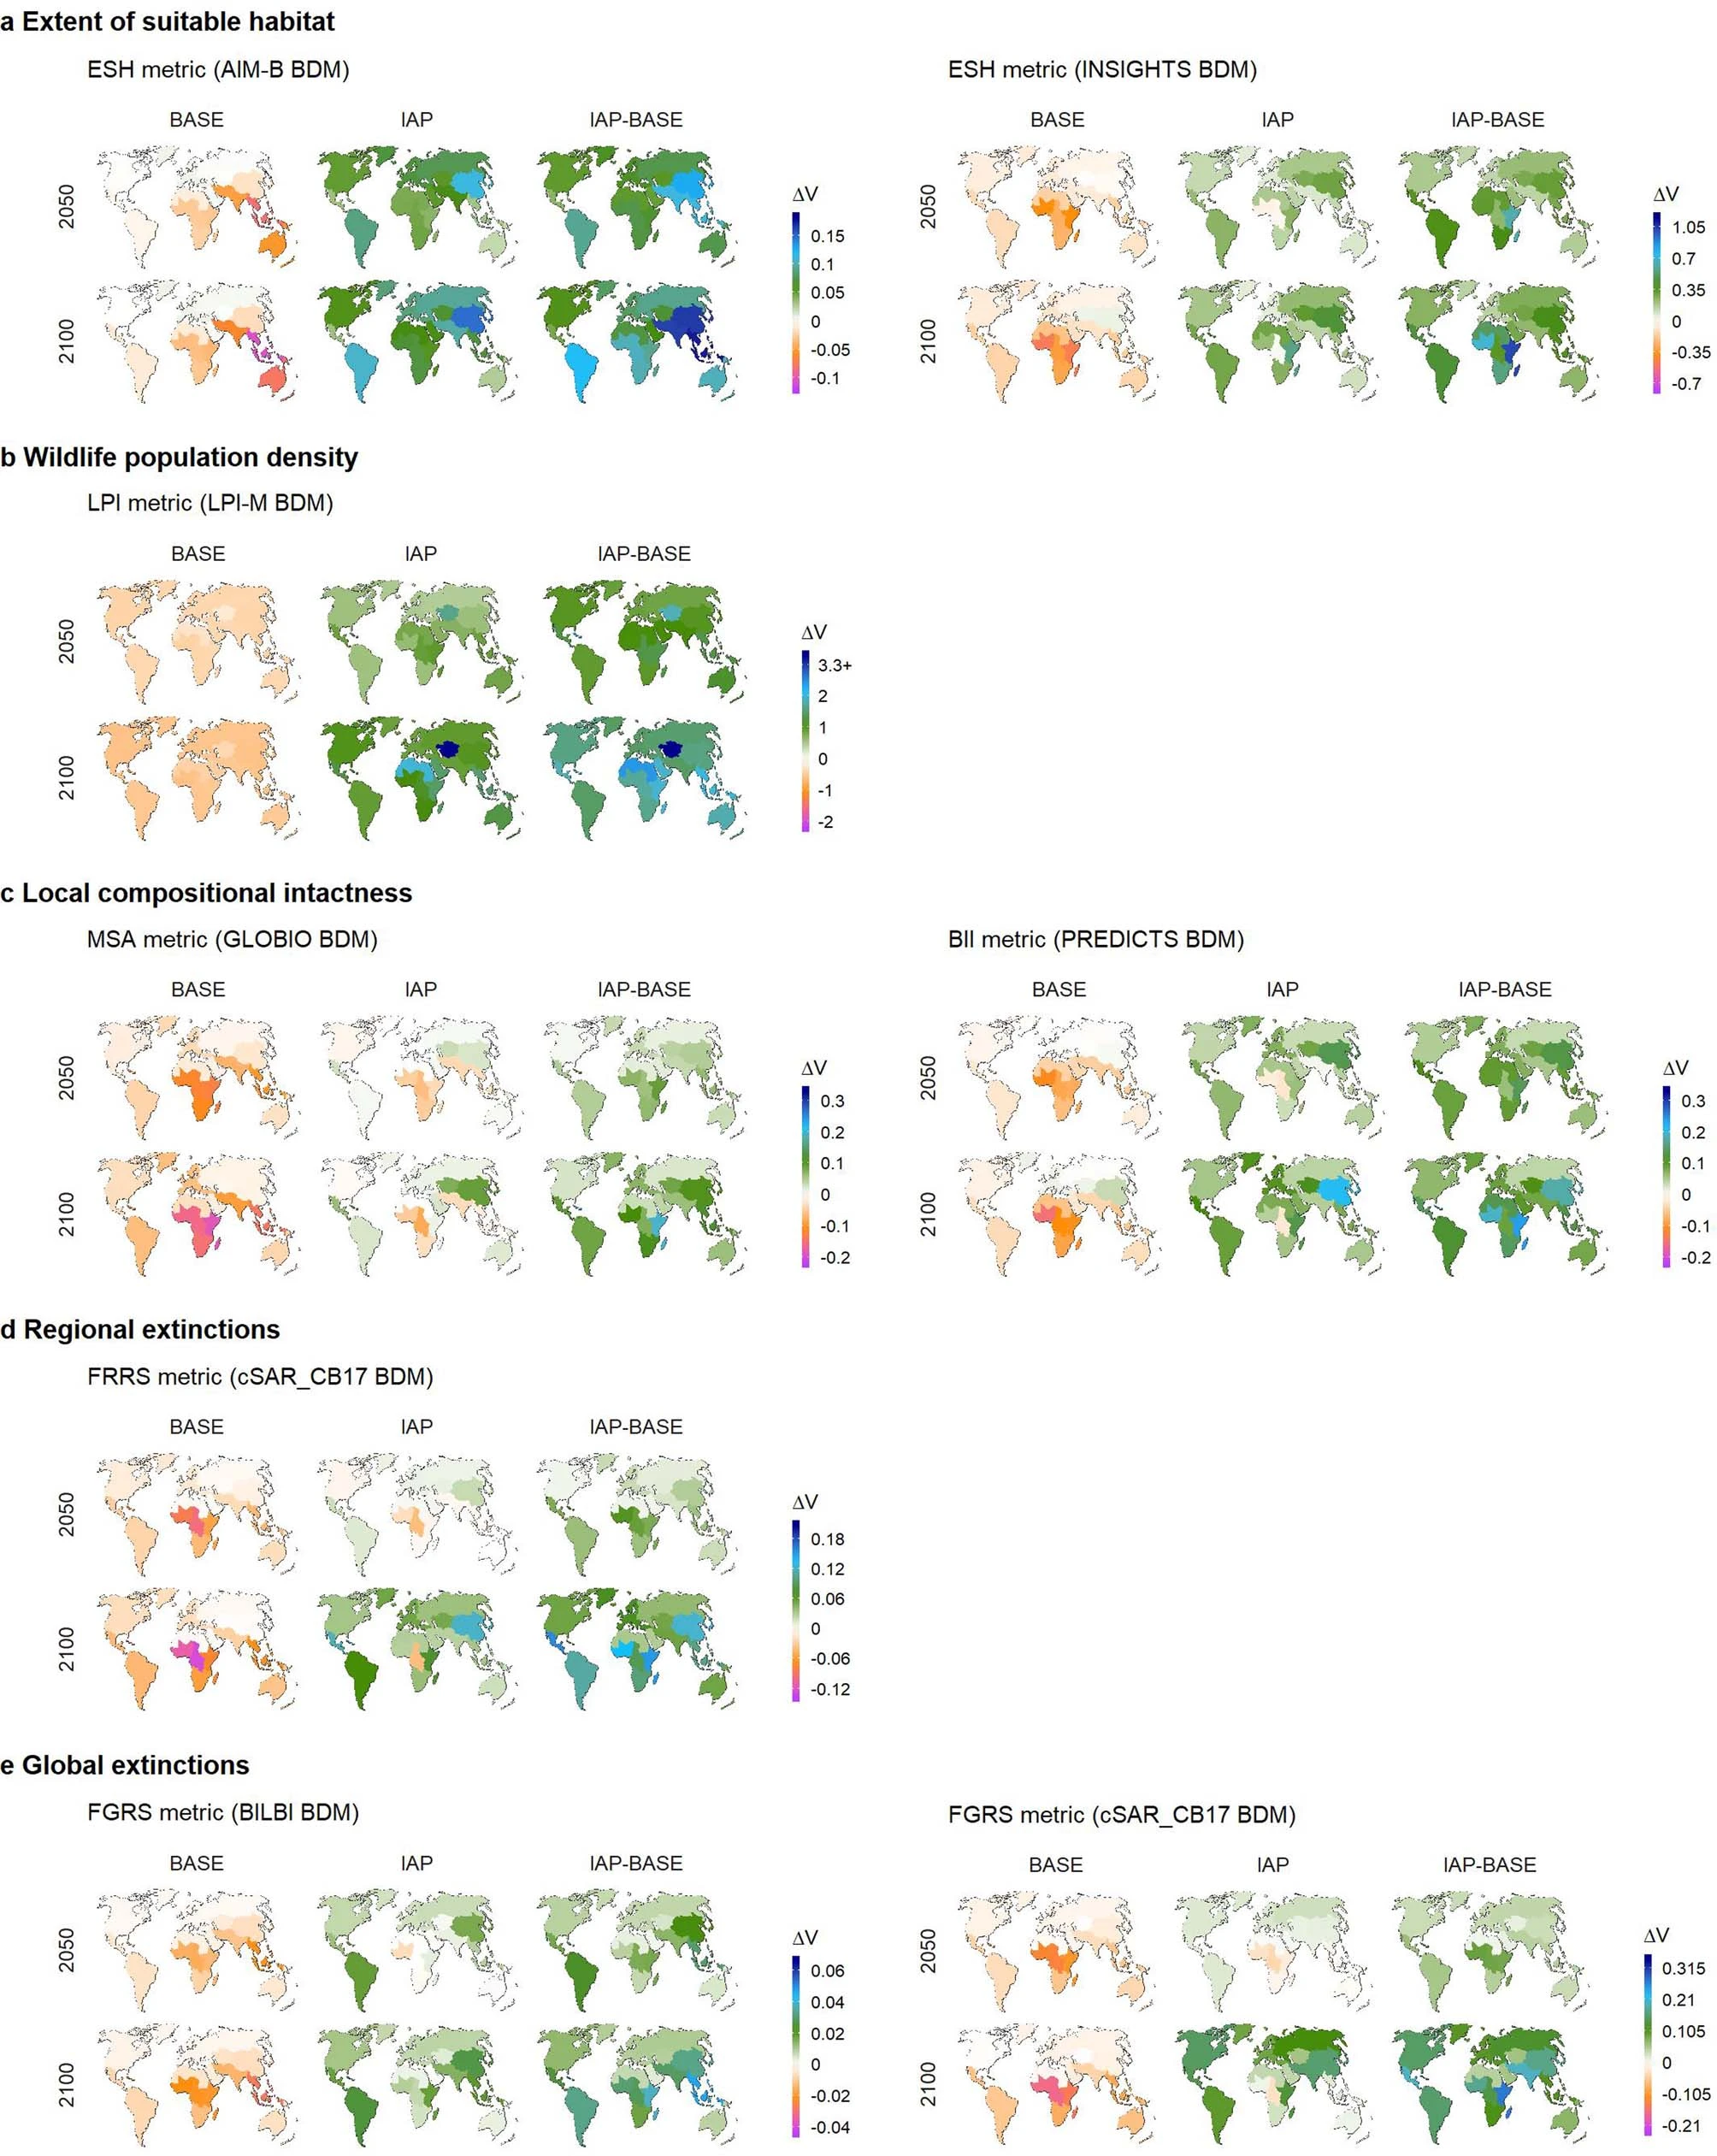 a Extent of suitable habitat
ESH metric (AIM-B BDM)
BASE IAP IAP-BASE
2050
2100
ΔV
0.15
0.1
0.05
0
-0.05
-0.1
ESH metric (INSIGHTS BDM)
BASE IAP IAP-BASE
2050
2100
ΔV
1.05
0.7
0.35
0
-0.35
-0.7
b Wildlife population density
LPI metric (LPI-M BDM)
BASE IAP IAP-BASE
2050
2100
ΔV
3.3+
2
1
0
-1
-2
c Local compositional intactness
MSA metric (GLOBIO BDM)
BASE IAP IAP-BASE
2050
2100
ΔV
0.3
0.2
0.1
0
-0.1
-0.2
BII metric (PREDICTS BDM)
BASE IAP IAP-BASE
2050
2100
ΔV
0.3
0.2
0.1
0
-0.1
-0.2
d Regional extinctions
FRRS metric (cSAR_CB17 BDM)
BASE IAP IAP-BASE
2050
2100
ΔV
0.18
0.12
0.06
0
-0.06
-0.12
e Global extinctions
FGRS metric (BILBI BDM)
BASE IAP IAP-BASE
2050
2100
ΔV
0.06
0.04
0.02
0
-0.02
-0.04
FGRS metric (cSAR_CB17 BDM)
BASE IAP IAP-BASE
2050
2100
ΔV
0.315
0.21
0.105
0
-0.105
-0.21